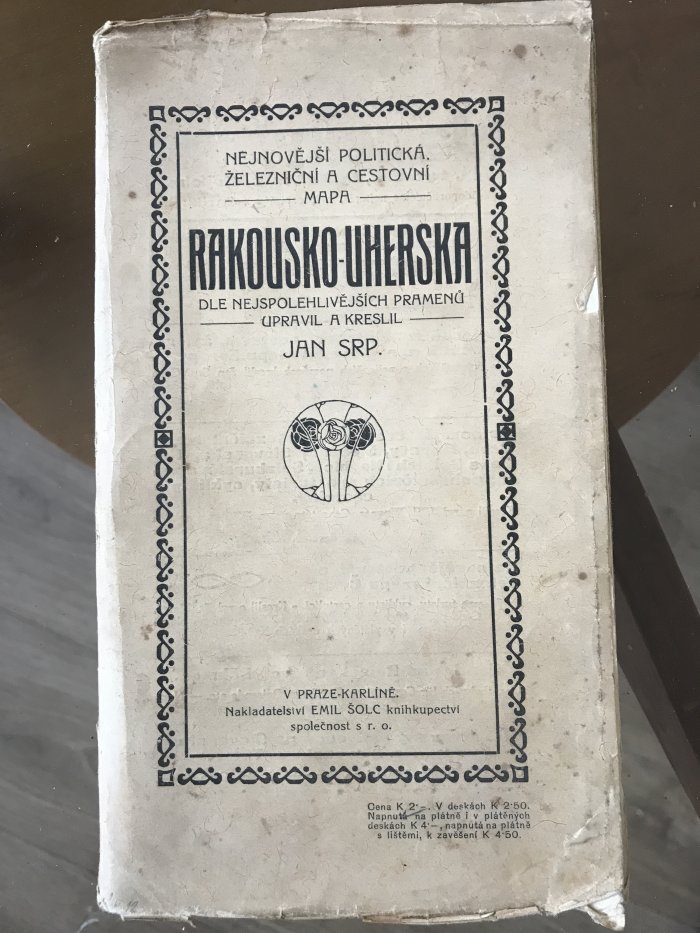 NEJNOVĚJŠÍ POLITICKÁ,
ŽELEZNIČNÍ A CESTOVNÍ
MAPA
RAKOUSKO-UHERSKA
DLE NEJSPOLEHLIVĚJŠÍCH PRAMENŮ
UPRAVIL A KRESLIL
JAN SRP.
V PRAZE-KARLÍNĚ.
Nakladatelství EMIL ŠOLC knihkupectví
společnost s r. o.
Cena K 2·–. V deskách K 2·50.
Napnutá na plátně i v plátěných
deskách K 4·–, napnutá na plátně
s lištěmi, k zavěšení K 4·50.